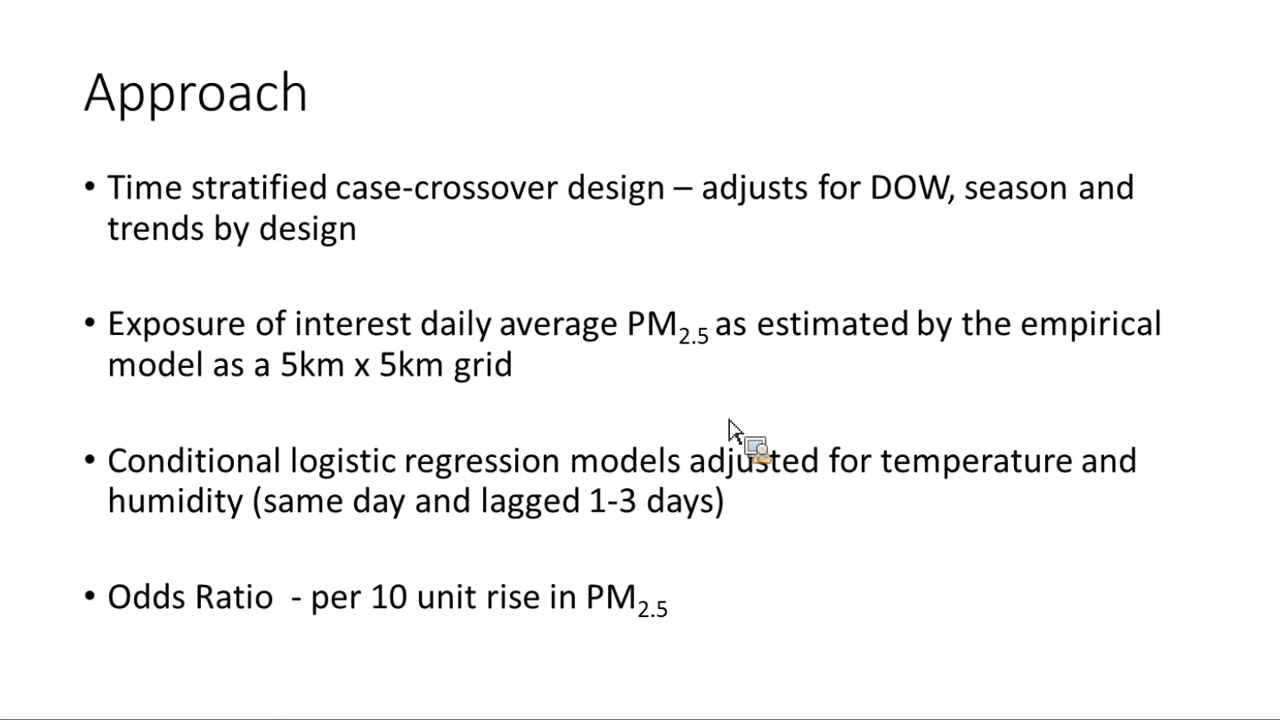 Approach
• Time stratified case-crossover design – adjusts for DOW, season and
trends by design
• Exposure of interest daily average PM2.5 as estimated by the empirical
model as a 5km x 5km grid
• Conditional logistic regression models adjusted for temperature and
humidity (same day and lagged 1-3 days)
• Odds Ratio - per 10 unit rise in PM2.5